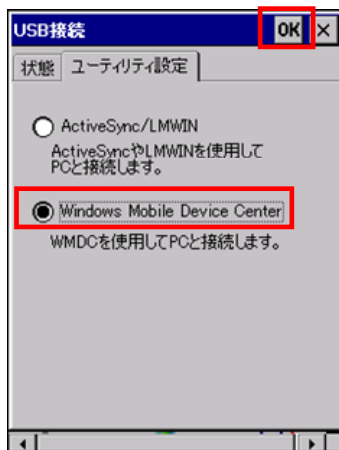 USB接続 OK ×
状態 ユーティリティ設定
ActiveSync/LMWIN
ActiveSyncやLMWINを使用して
PCと接続します。
Windows Mobile Device Center
WMDCを使用してPCと接続します。